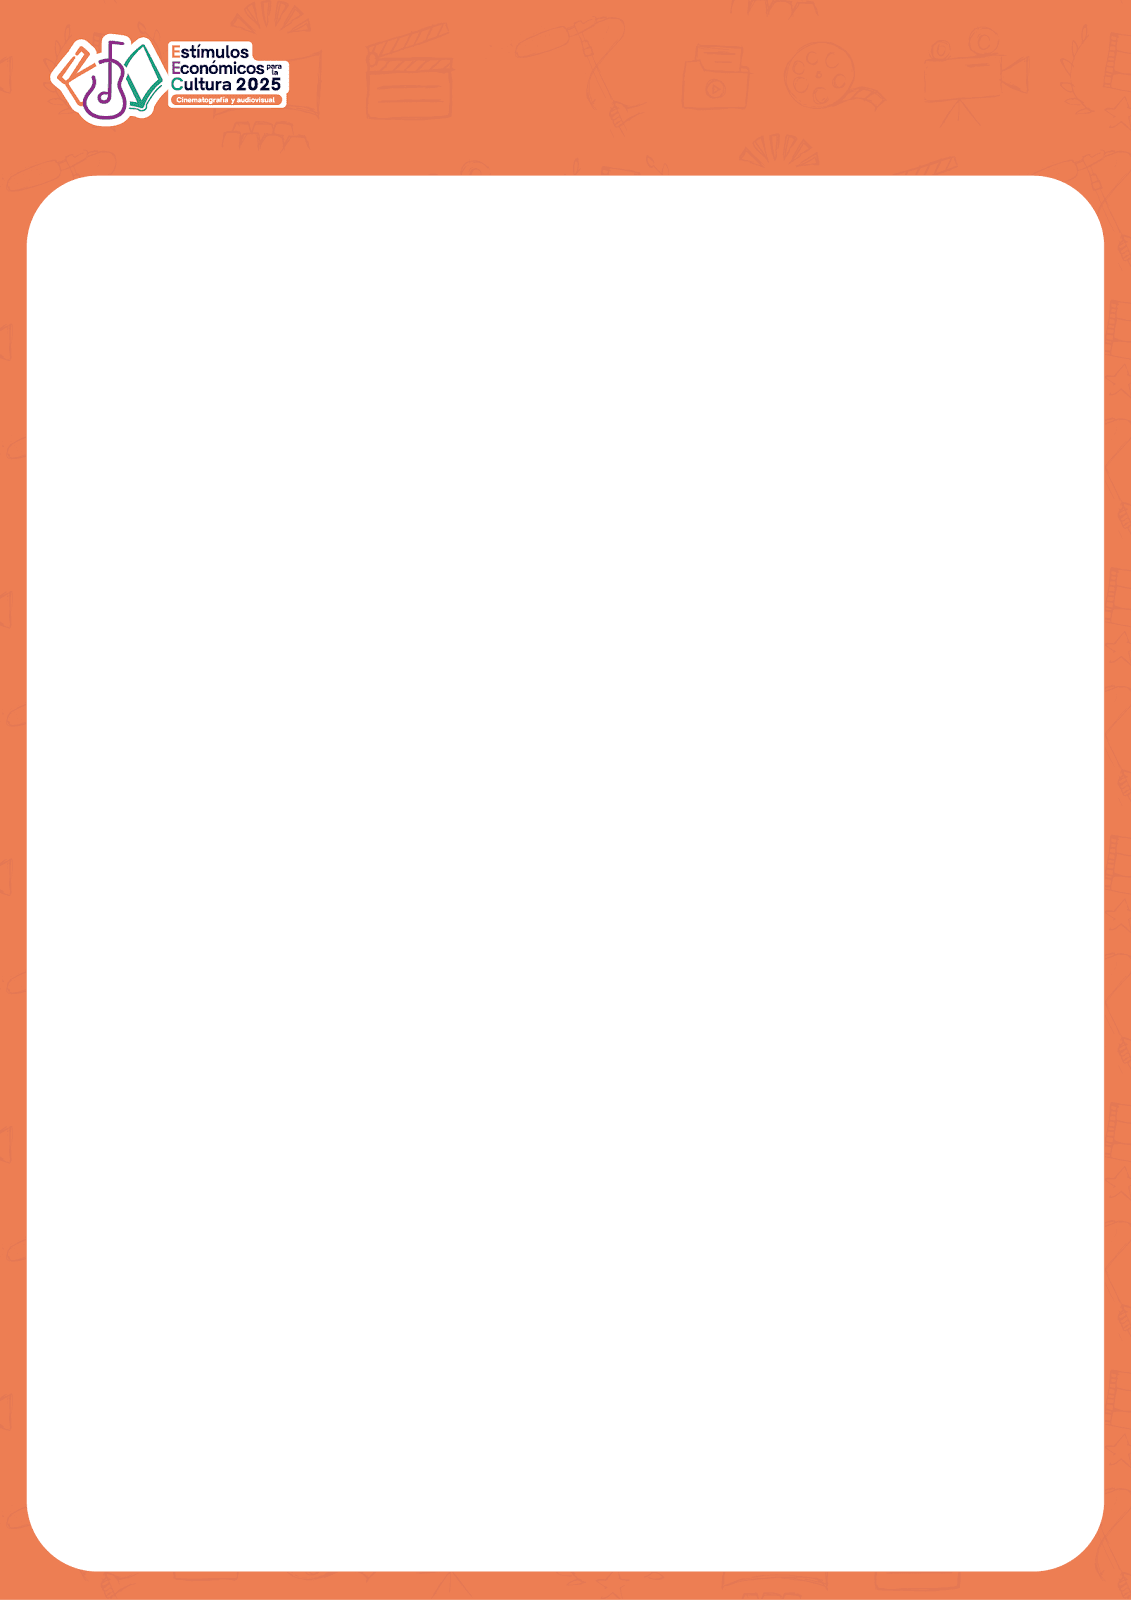 Estímulos
Económicos para la
Cultura 2025
Cinematografía y audiovisual